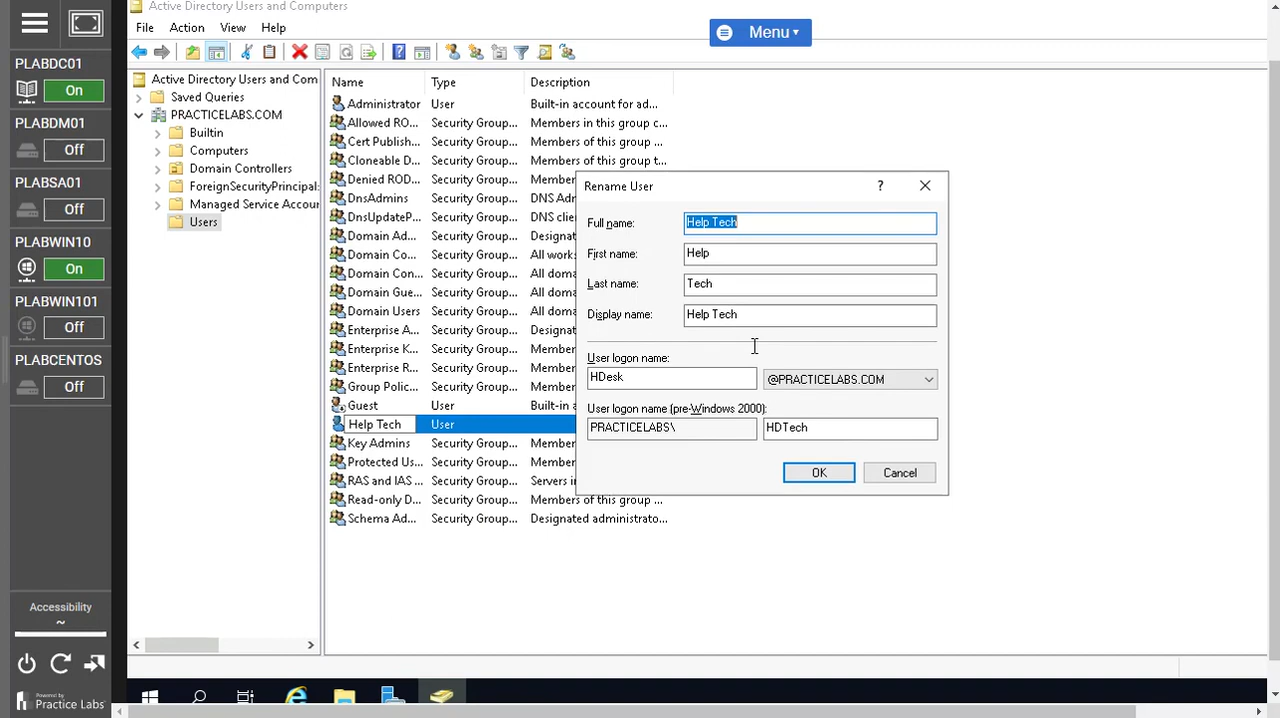 Active Directory Users and Computers
File Action View Help
Menu
PLABDC01
On
PLABDM01
Off
PLABSA01
Off
PLABWIN10
On
PLABWIN101
Off
PLABCENTOS
Off
Accessibility
~
Powered by
Practice Labs
Active Directory Users and Com
Saved Queries
PRACTICELABS.COM
Builtin
Computers
Domain Controllers
ForeignSecurityPrincipal:
Managed Service Accour
Users
Name Type Description
Administrator User Built-in account for ad...
Allowed RO... Security Group... Members in this group c...
Cert Publish... Security Group... Members of this group ...
Cloneable D... Security Group... Members of this group t...
Denied ROD... Security Group... Members
DnsAdmins Security Group... DNS Adm
DnsUpdateP... Security Group... DNS clien
Domain Ad... Security Group... Designat
Domain Con... Security Group... All works
Domain Con... Security Group... All doma
Domain Gue... Security Group... All doma
Domain Users Security Group... All doma
Enterprise A... Security Group... Designat
Enterprise K... Security Group... Member
Enterprise R... Security Group... Member
Group Polic... Security Group... Member
Guest User Built-in a
Help Tech User
Key Admins Security Group... Member
Protected Us... Security Group... Member
RAS and IAS ... Security Group... Servers in
Read-only D... Security Group... Members of this group ...
Schema Ad... Security Group... Designated administrato...
Rename User ? ×
Full name: Help Tech
First name: Help
Last name: Tech
Display name: Help Tech
User logon name:
HDesk @PRACTICELABS.COM
User logon name (pre-Windows 2000):
PRACTICELABS\ HDTech
OK Cancel